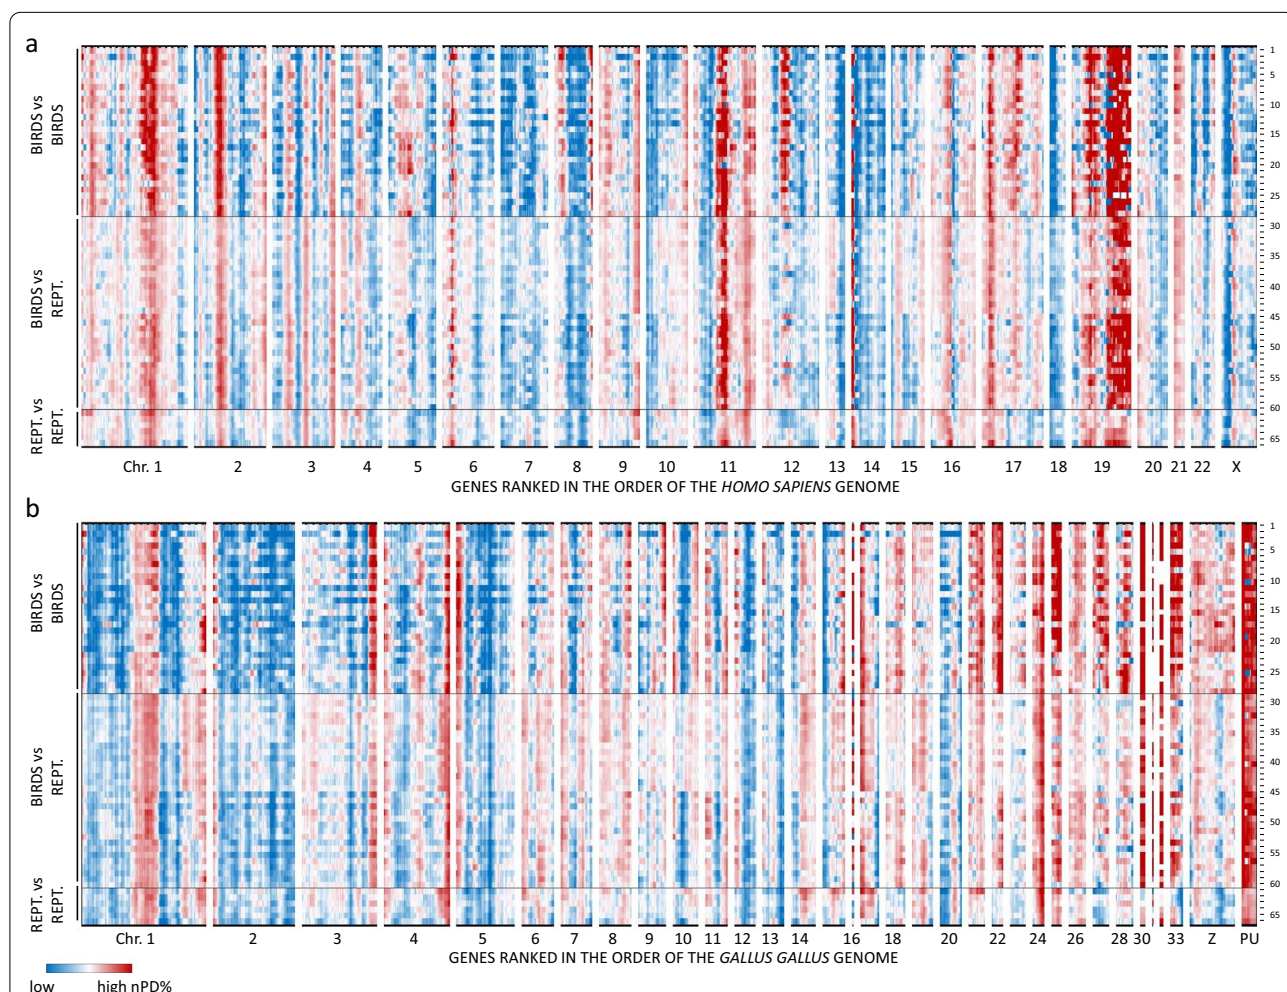 a
BIRDS vs
BIRDS
BIRDS vs
REPT.
REPT. vs
REPT.
1
5
10
15
20
25
30
35
40
45
50
55
60
65
Chr. 1 2 3 4 5 6 7 8 9 10 11 12 13 14 15 16 17 18 19 20 21 22 X
GENES RANKED IN THE ORDER OF THE HOMO SAPIENS GENOME
b
BIRDS vs
BIRDS
BIRDS vs
REPT.
REPT. vs
REPT.
1
5
10
15
20
25
30
35
40
45
50
55
60
65
Chr. 1 2 3 4 5 6 7 8 9 10 11 12 13 14 16 18 20 22 24 26 28 30 33 Z PU
GENES RANKED IN THE ORDER OF THE GALLUS GALLUS GENOME
low high nPD%